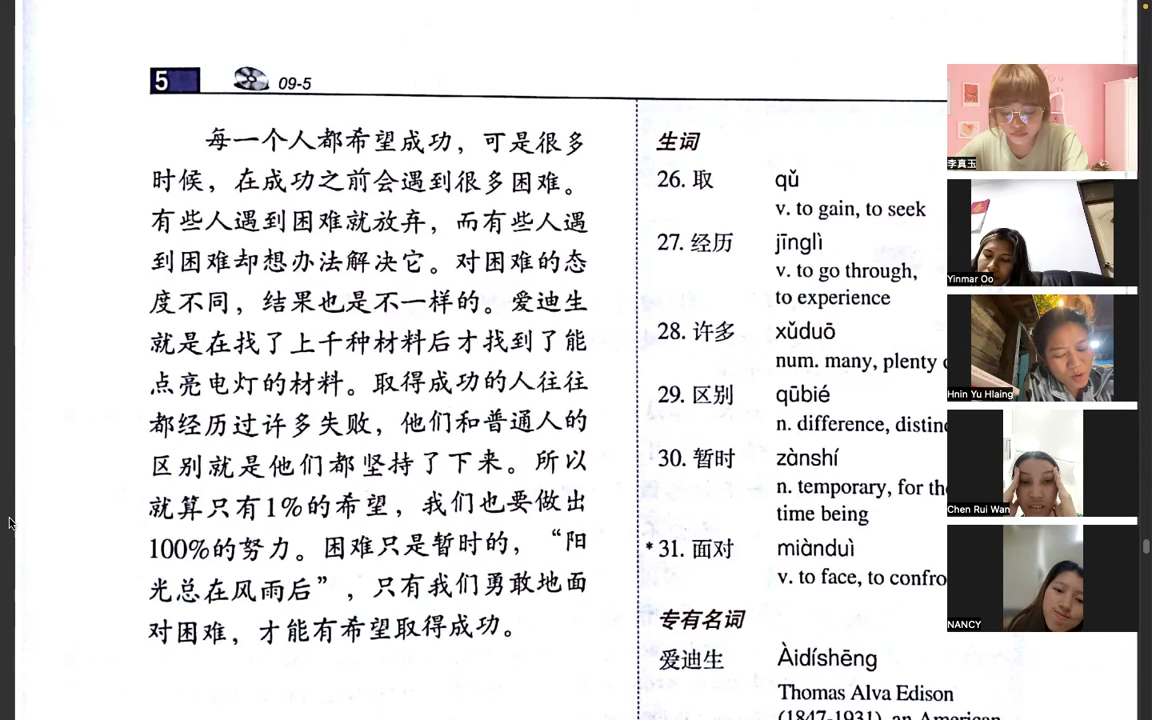 5 09-5
每一个人都希望成功，可是很多
时候，在成功之前会遇到很多困难。
有些人遇到困难就放弃，而有些人遇
到困难却想办法解决它。对困难的态
度不同，结果也是不一样的。爱迪生
就是在找了上千种材料后才找到了能
点亮电灯的材料。取得成功的人往往
都经历过许多失败，他们和普通人的
区别就是他们都坚持了下来。所以
就算只有1%的希望，我们也要做出
100%的努力。困难只是暂时的，“阳
光总在风雨后”，只有我们勇敢地面
对困难，才能有希望取得成功。
生词
26. 取 qǔ
v. to gain, to seek
27. 经历 jīnglì
v. to go through,
to experience
28. 许多 xǔduō
num. many, plenty
29. 区别 qūbié
n. difference,
30. 暂时 zànshí
n. temporary, for
time being
*31. 面对 miànduì
v. to face, to
专有名词
爱迪生 Àidíshēng
Thomas Alva Edison
(1847-1931), an American
李真玉
Yinmar Oo
Hnin Yu Hlaing
Chen Rui Wan
NANCY